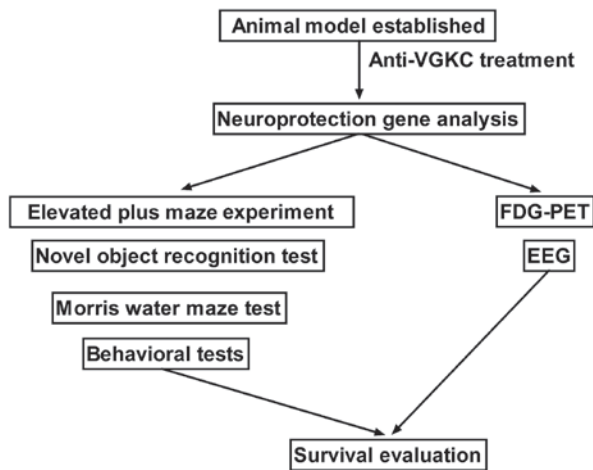 Animal model established
Anti-VGKC treatment
Neuroprotection gene analysis
Elevated plus maze experiment
FDG-PET
Novel object recognition test
EEG
Morris water maze test
Behavioral tests
Survival evaluation